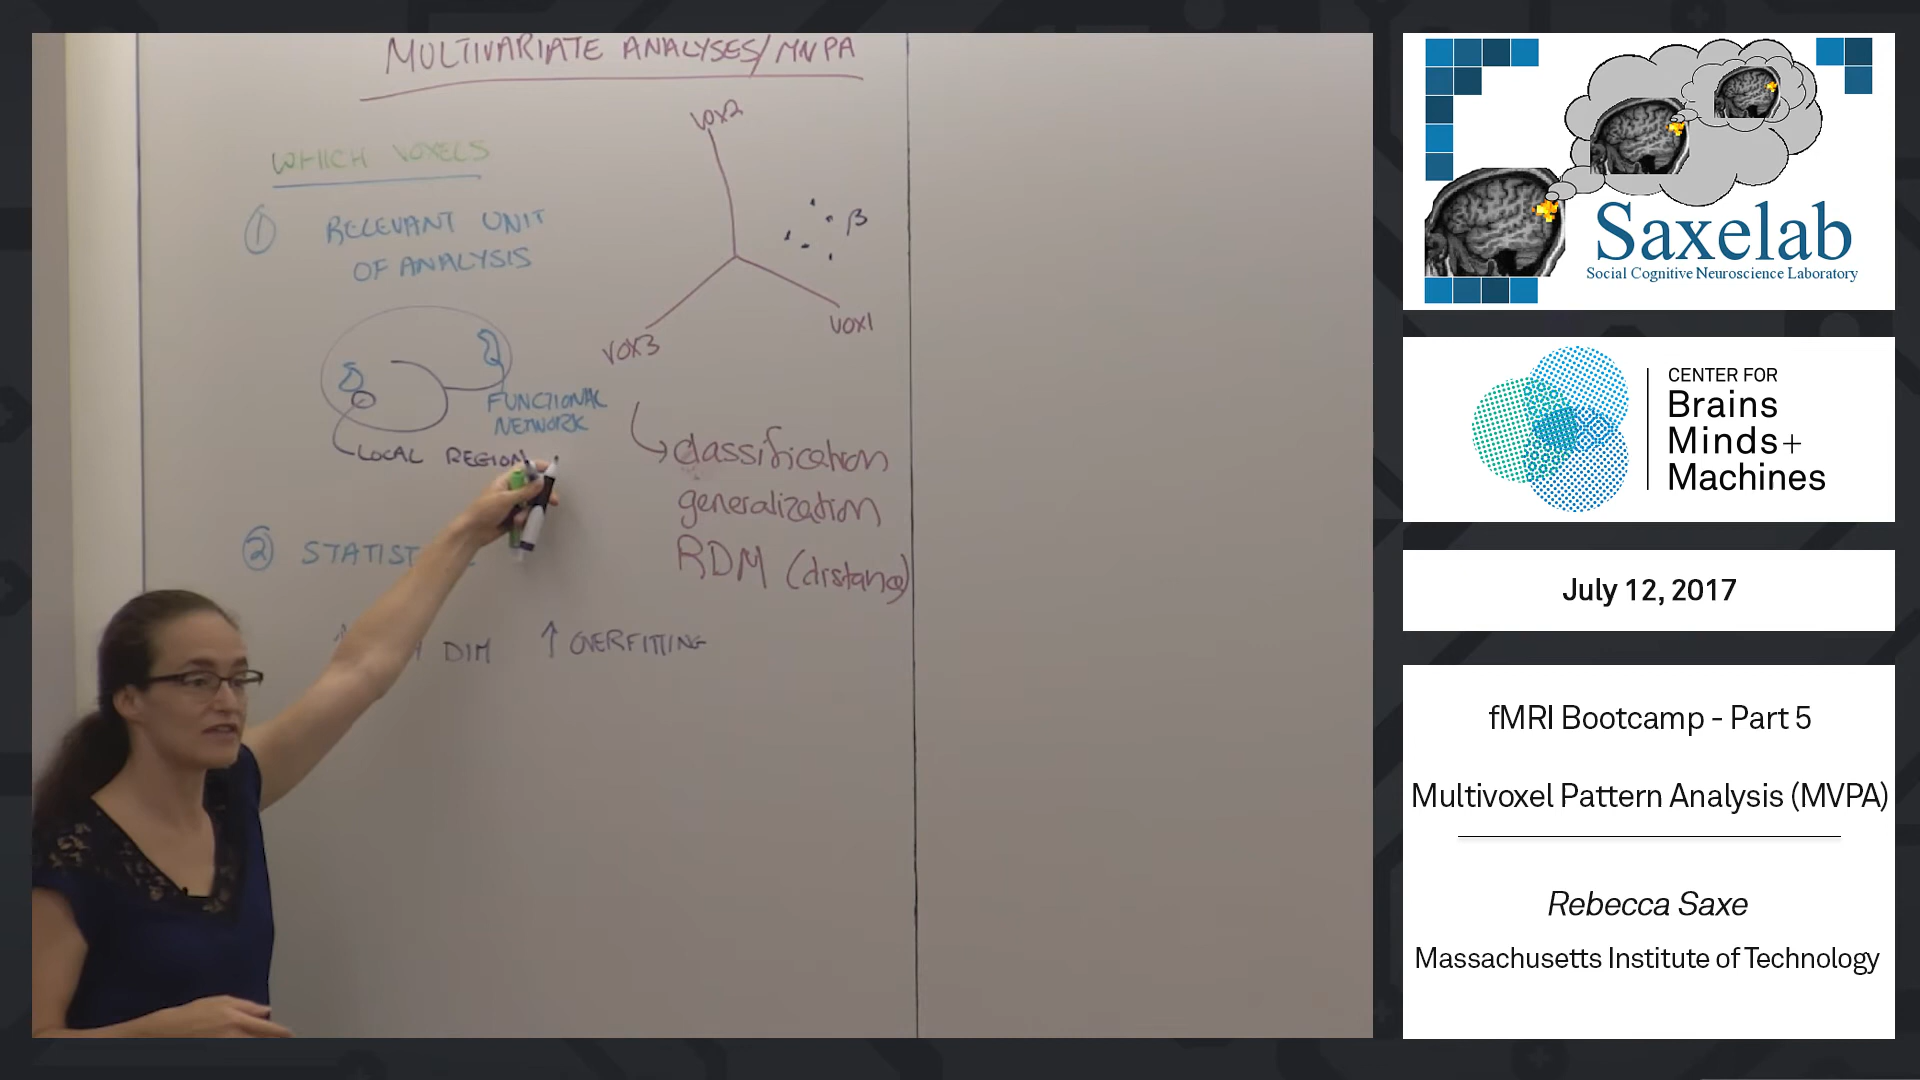 MULTIVARIATE ANALYSES/MVPA
WHICH VOXELS
① RELEVANT UNIT
OF ANALYSIS
FUNCTIONAL
NETWORK
LOCAL REGION
② STATIST
DIM ↑ OVERFITTING
VOX2
β
VOX1
VOX3
classification
generalization
RDM (distance)
Saxelab
Social Cognitive Neuroscience Laboratory
CENTER FOR
Brains
Minds+
Machines
July 12, 2017
fMRI Bootcamp - Part 5
Multivoxel Pattern Analysis (MVPA)
Rebecca Saxe
Massachusetts Institute of Technology